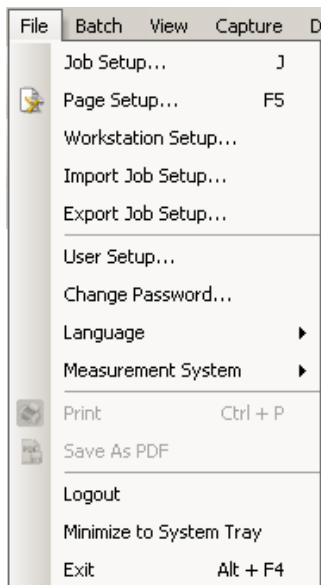 File Batch View Capture D
Job Setup... J
Page Setup... F5
Workstation Setup...
Import Job Setup...
Export Job Setup...
User Setup...
Change Password...
Language
Measurement System
Print Ctrl + P
Save As PDF
Logout
Minimize to System Tray
Exit Alt + F4